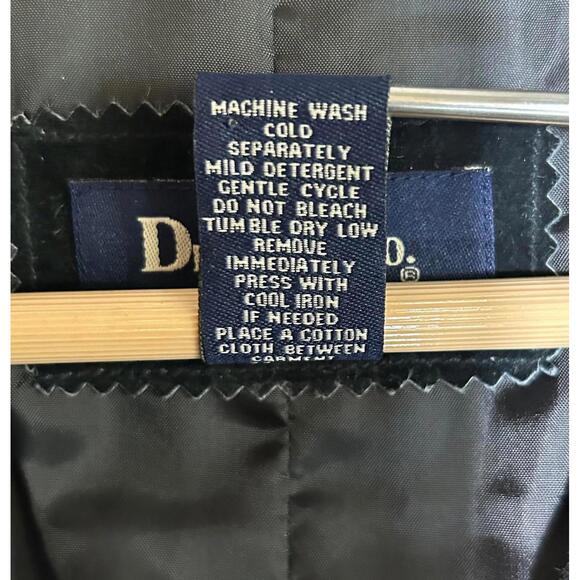 MACHINE WASH
COLD
SEPARATELY
MILD DETERGENT
GENTLE CYCLE
DO NOT BLEACH
TUMBLE DRY LOW
REMOVE
IMMEDIATELY
PRESS WITH
COOL IRON
IF NEEDED
PLACE A COTTON
CLOTH BETWEEN
GARMENT
D O.®